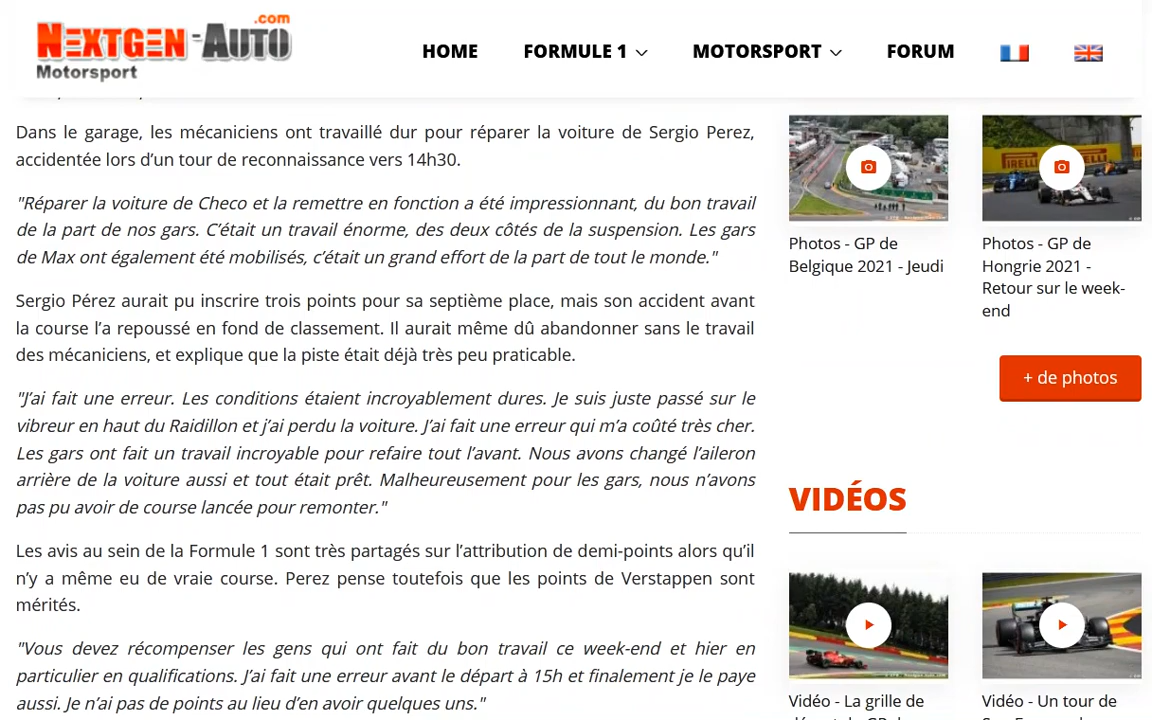 .com
NEXTGEN-AUTO
Motorsport
HOME
FORMULE 1
MOTORSPORT
FORUM
Dans le garage, les mécaniciens ont travaillé dur pour réparer la voiture de Sergio Perez,
accidentée lors d’un tour de reconnaissance vers 14h30.
"Réparer la voiture de Checo et la remettre en fonction a été impressionnant, du bon travail
de la part de nos gars. C’était un travail énorme, des deux côtés de la suspension. Les gars
de Max ont également été mobilisés, c’était un grand effort de la part de tout le monde."
Sergio Pérez aurait pu inscrire trois points pour sa septième place, mais son accident avant
la course l’a repoussé en fond de classement. Il aurait même dû abandonner sans le travail
des mécaniciens, et explique que la piste était déjà très peu praticable.
"J’ai fait une erreur. Les conditions étaient incroyablement dures. Je suis juste passé sur le
vibreur en haut du Raidillon et j’ai perdu la voiture. J’ai fait une erreur qui m’a coûté très cher.
Les gars ont fait un travail incroyable pour refaire tout l’avant. Nous avons changé l’aileron
arrière de la voiture aussi et tout était prêt. Malheureusement pour les gars, nous n’avons
pas pu avoir de course lancée pour remonter."
Les avis au sein de la Formule 1 sont très partagés sur l’attribution de demi-points alors qu’il
n’y a même eu de vraie course. Perez pense toutefois que les points de Verstappen sont
mérités.
"Vous devez récompenser les gens qui ont fait du bon travail ce week-end et hier en
particulier en qualifications. J’ai fait une erreur avant le départ à 15h et finalement je le paye
aussi. Je n’ai pas de points au lieu d’en avoir quelques uns."
Photos - GP de
Belgique 2021 - Jeudi
IRELLI
Photos - GP de
Hongrie 2021 -
Retour sur le week-
end
+ de photos
VIDÉOS
Vidéo - La grille de
Vidéo - Un tour de